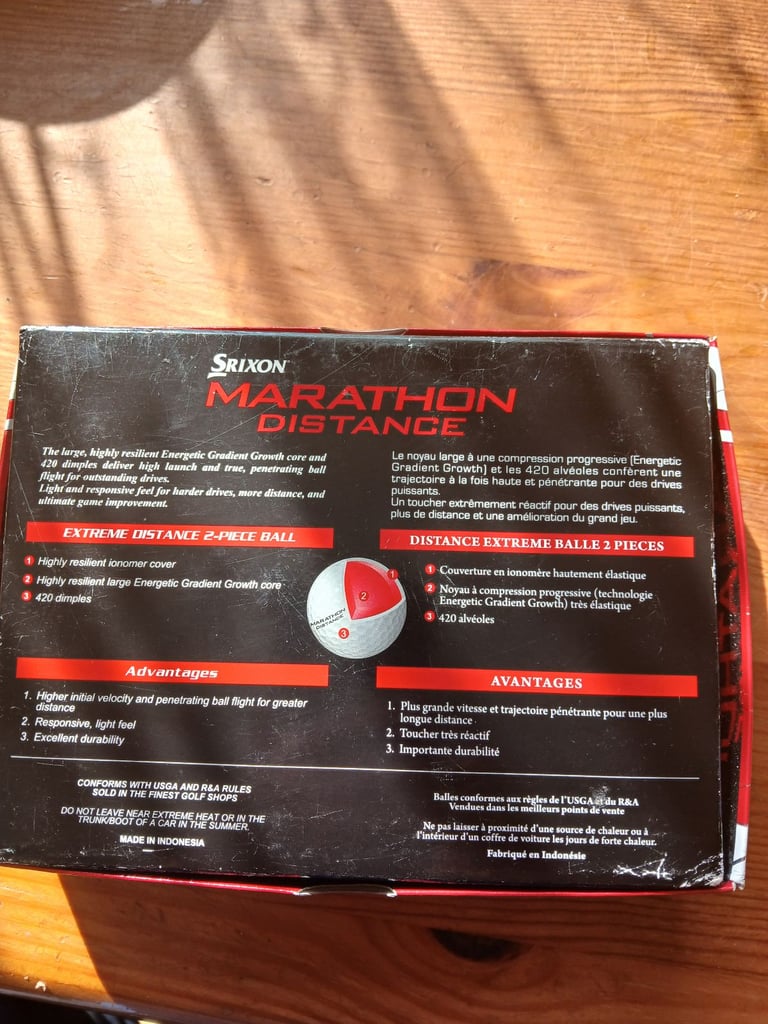 SRIXON
MARATHON
DISTANCE
The large, highly resilient Energetic Gradient Growth core and
420 dimples deliver high launch and true, penetrating ball
flight for outstanding drives.
Light and responsive feel for harder drives, more distance, and
ultimate game improvement.
EXTREME DISTANCE 2-PIECE BALL
1 Highly resilient ionomer cover
2 Highly resilient large Energetic Gradient Growth core
3 420 dimples
Advantages
1. Higher initial velocity and penetrating ball flight for greater
distance
2. Responsive, light feel
3. Excellent durability
CONFORMS WITH USGA AND R&A RULES
SOLD IN THE FINEST GOLF SHOPS
DO NOT LEAVE NEAR EXTREME HEAT OR IN THE
TRUNK/BOOT OF A CAR IN THE SUMMER.
MADE IN INDONESIA
1
2
MARATHON
DISTANCE
3
Le noyau large à une compression progressive (Energetic
Gradient Growth) et les 420 alvéoles confèrent une
trajectoire à la fois haute et pénétrante pour des drives
puissants.
Un toucher extrêmement réactif pour des drives puissants,
plus de distance et une amélioration du grand jeu.
DISTANCE EXTREME BALLE 2 PIECES
1 Couverture en ionomère hautement élastique
2 Noyau à compression progressive (technologie
Energetic Gradient Growth) très élastique
3 420 alvéoles
AVANTAGES
1. Plus grande vitesse et trajectoire pénétrante pour une plus
longue distance
2. Toucher très réactif
3. Importante durabilité
Balles conformes aux règles de l'USGA et du R&A
Vendues dans les meilleurs points de vente
Ne pas laisser à proximité d'une source de chaleur ou à
l'intérieur d'un coffre de voiture les jours de forte chaleur.
Fabriqué en Indonésie